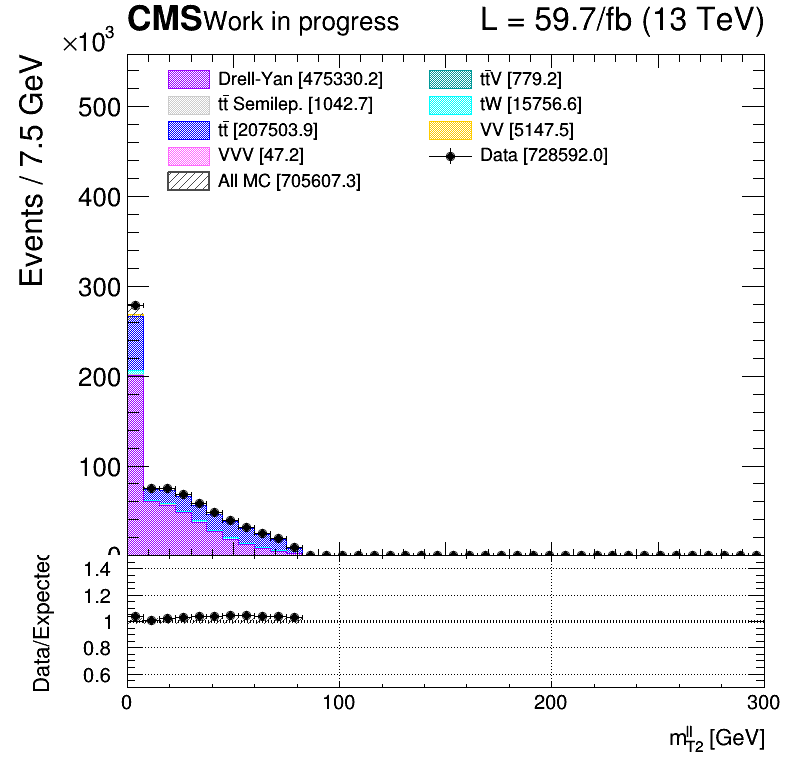 CMS Work in progress L = 59.7/fb (13 TeV)
×10³
Events / 7.5 GeV
500
400
300
200
100
0
Drell-Yan [475330.2]
tt̄ Semilep. [1042.7]
tt̄ [207503.9]
VVV [47.2]
All MC [705607.3]
tt̄V [779.2]
tW [15756.6]
VV [5147.5]
Data [728592.0]
Data/Expected
1.4
1.2
1
0.8
0.6
0 100 200 300
m_T2^ll [GeV]